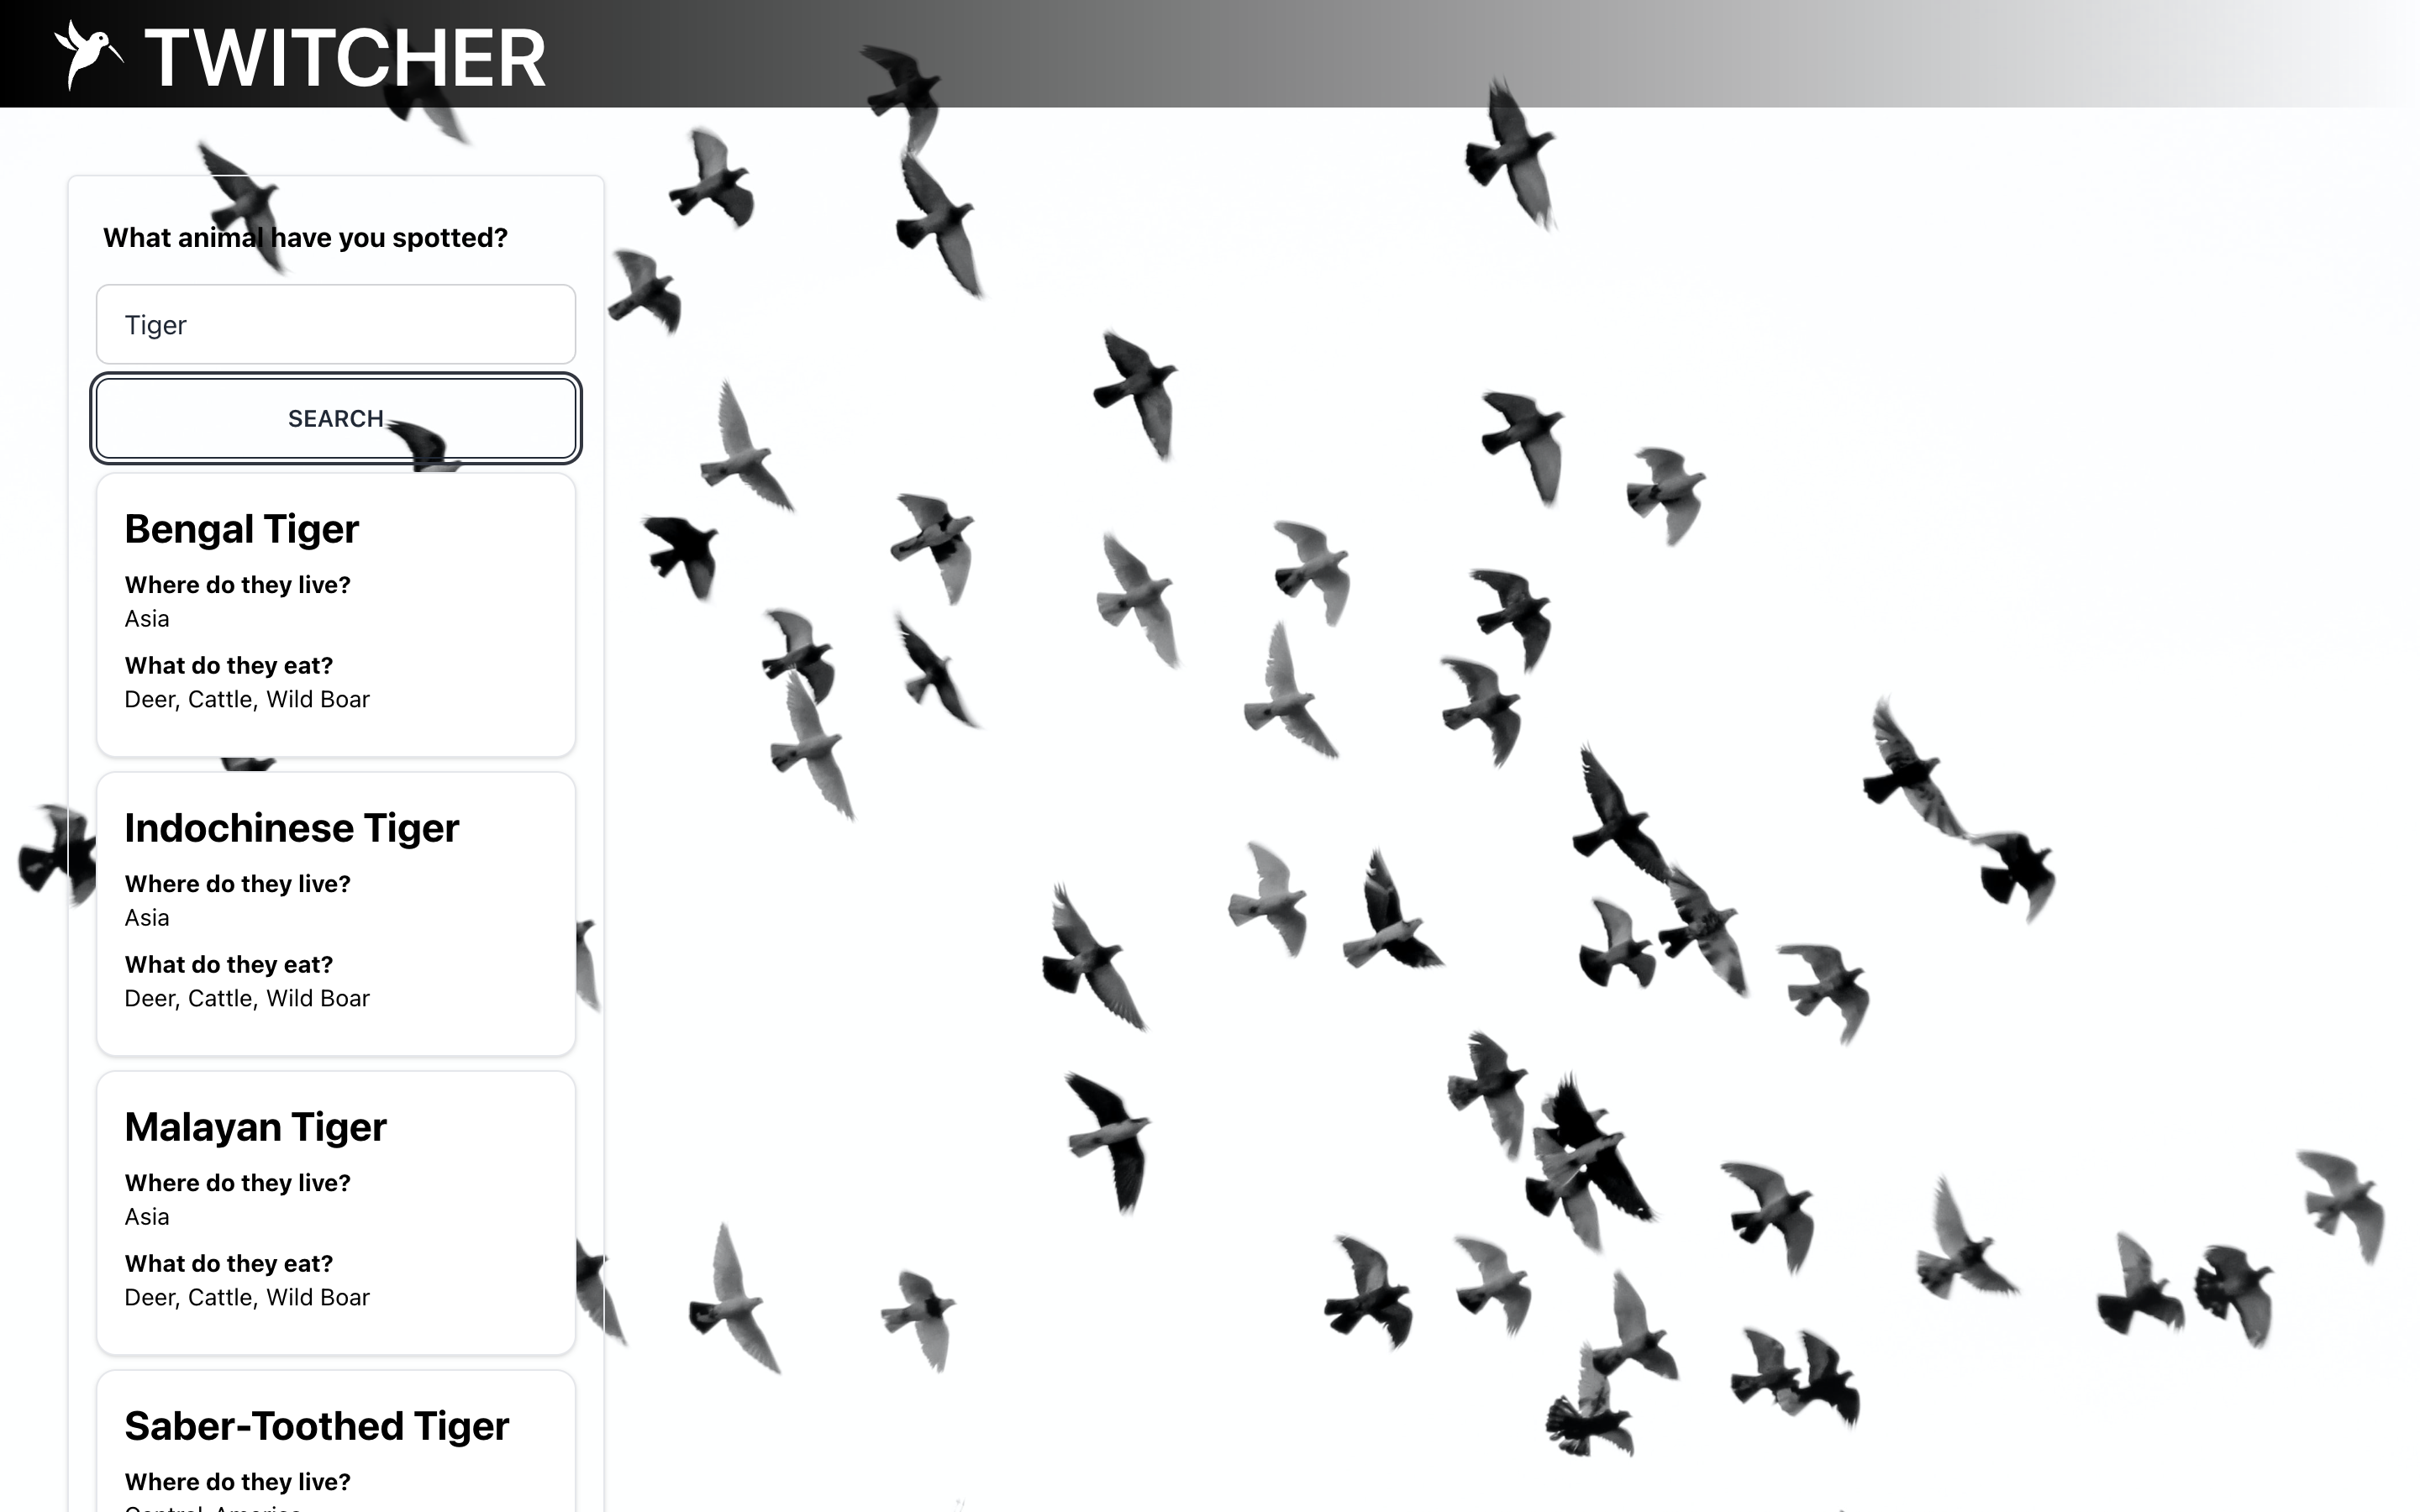 TWITCHER
What animal have you spotted?
Tiger
SEARCH
Bengal Tiger
Where do they live?
Asia
What do they eat?
Deer, Cattle, Wild Boar
Indochinese Tiger
Where do they live?
Asia
What do they eat?
Deer, Cattle, Wild Boar
Malayan Tiger
Where do they live?
Asia
What do they eat?
Deer, Cattle, Wild Boar
Saber-Toothed Tiger
Where do they live?